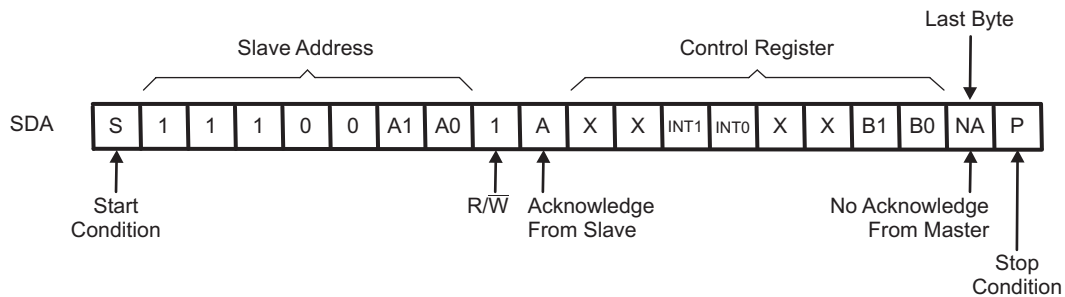 Last Byte
Slave Address
Control Register
SDA
S 1 1 1 0 0 A1 A0 1 A X X INT1 INT0 X X B1 B0 NA P
Start
Condition
R/W̅
Acknowledge
From Slave
No Acknowledge
From Master
Stop
Condition